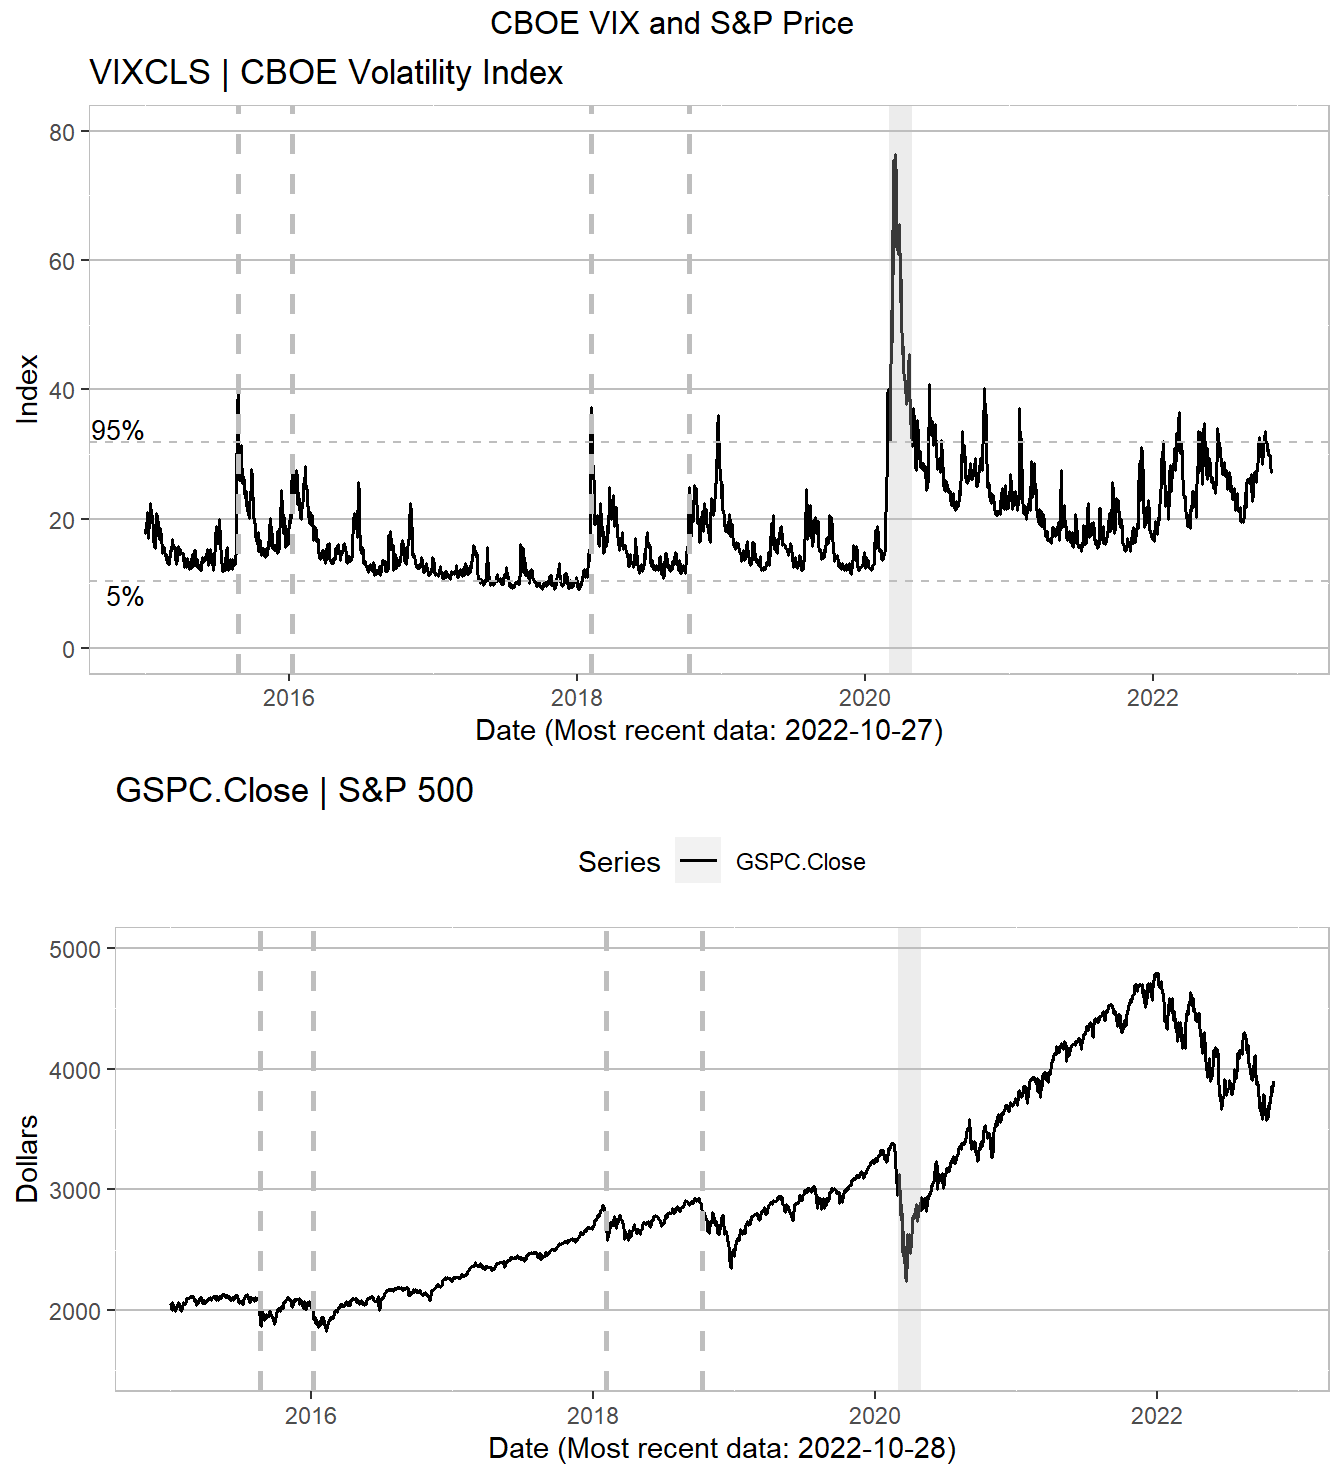 CBOE VIX and S&P Price
VIXCLS | CBOE Volatility Index
80
60
40
20
0
Index
95%
5%
2016 2018 2020 2022
Date (Most recent data: 2022-10-27)
GSPC.Close | S&P 500
Series GSPC.Close
5000
4000
3000
2000
Dollars
2016 2018 2020 2022
Date (Most recent data: 2022-10-28)